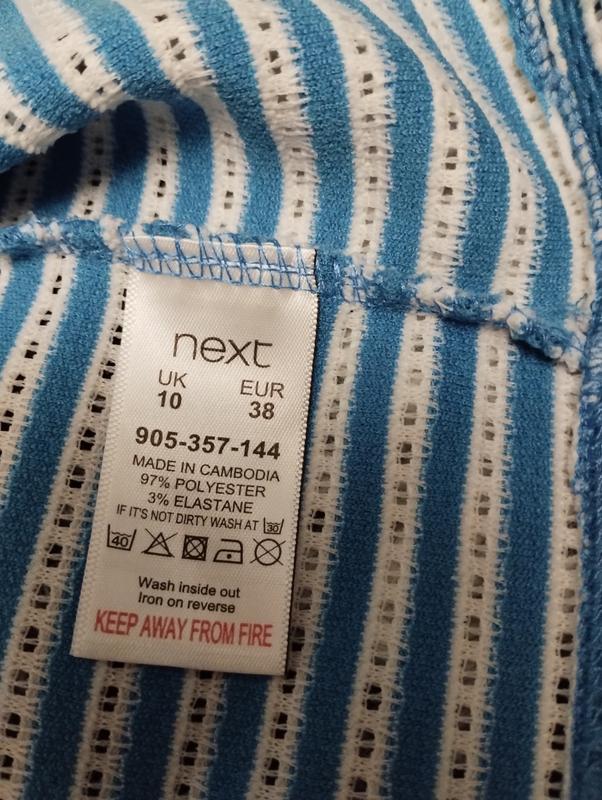 next
UK EUR
10 38
905-357-144
MADE IN CAMBODIA
97% POLYESTER
3% ELASTANE
IF IT'S NOT DIRTY WASH AT 30
40
Wash inside out
Iron on reverse
KEEP AWAY FROM FIRE